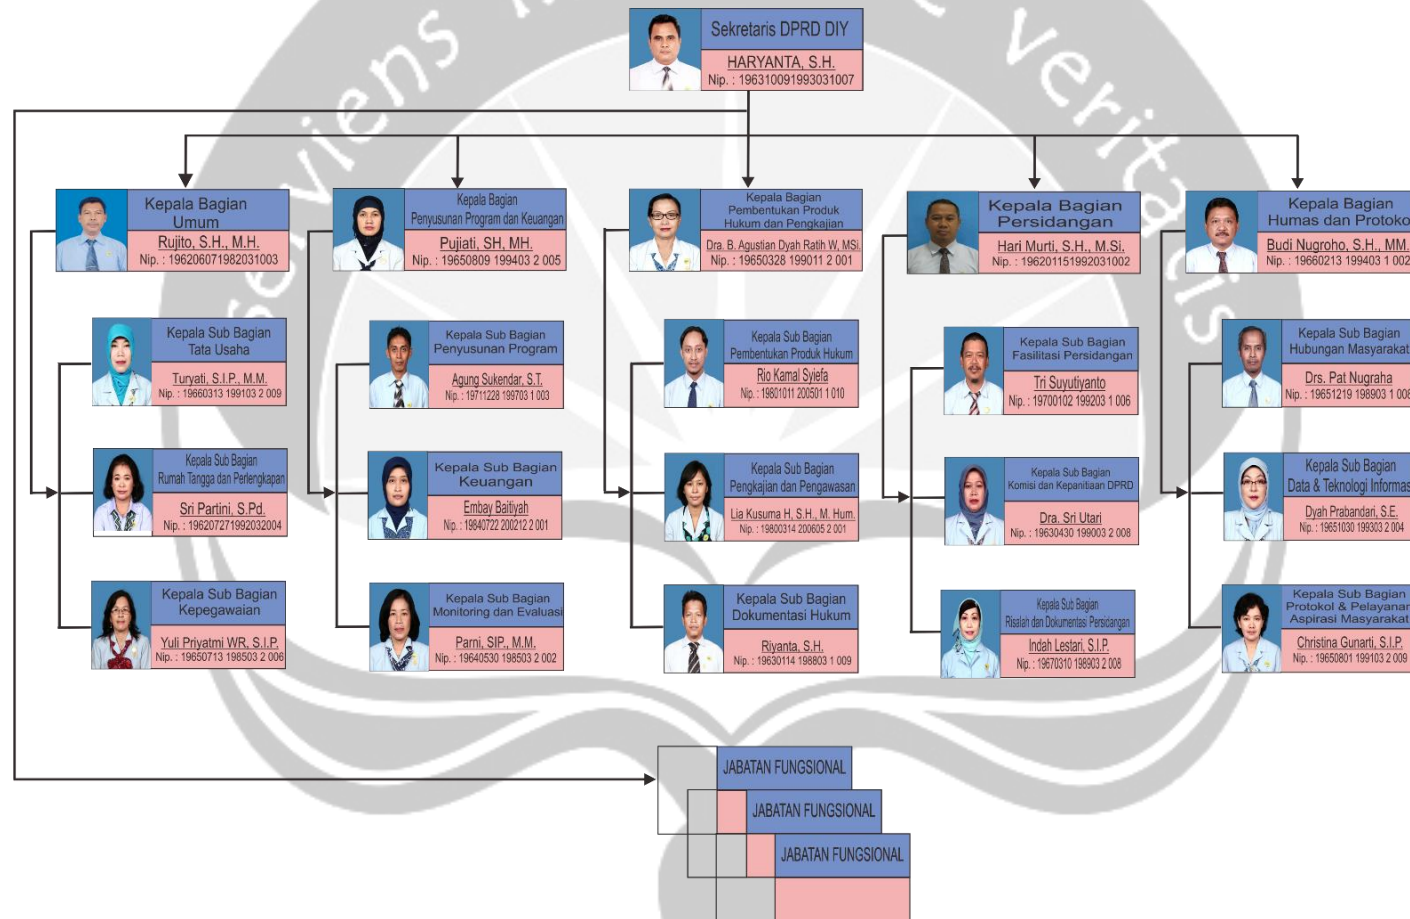 serviens
veritatis
Sekretaris DPRD DIY
HARYANTA, S.H.
Nip. : 196310091993031007
Kepala Bagian
Umum
Rujito, S.H., M.H.
Nip. : 196206071982031003
Kepala Bagian
Penyusunan Program dan Keuangan
Pujiati, SH, MH.
Nip. : 19650809 199403 2 005
Kepala Bagian
Pembentukan Produk
Hukum dan Pengkajian
Dra. B. Agustian Dyah Ratih W, MSi.
Nip. : 19650328 199011 2 001
Kepala Bagian
Persidangan
Hari Murti, S.H., M.Si.
Nip. : 196201151992031002
Kepala Bagian
Humas dan Protoko
Budi Nugroho, S.H., MM.
Nip. : 19660213 199403 1 002
Kepala Sub Bagian
Tata Usaha
Turyati, S.I.P., M.M.
Nip. : 19660313 199103 2 009
Kepala Sub Bagian
Penyusunan Program
Agung Sukendar, S.T.
Nip. : 19711228 199703 1 003
Kepala Sub Bagian
Pembentukan Produk Hukum
Rio Kamal Syiefa
Nip. : 19801011 200501 1 010
Kepala Sub Bagian
Fasilitasi Persidangan
Tri Suyutiyanto
Nip. : 19700102 199203 1 006
Kepala Sub Bagian
Hubungan Masyarakat
Drs. Pat Nugraha
Nip. : 19651219 198903 1 008
Kepala Sub Bagian
Rumah Tangga dan Perlengkapan
Sri Partini, S.Pd.
Nip. : 196207271992032004
Kepala Sub Bagian
Keuangan
Embay Baitiyah
Nip. : 19840722 200212 2 001
Kepala Sub Bagian
Pengkajian dan Pengawasan
Lia Kusuma H, S.H., M. Hum.
Nip. : 19800314 200605 2 001
Kepala Sub Bagian
Komisi dan Kepanitiaan DPRD
Dra. Sri Utari
Nip. : 19630430 199003 2 008
Kepala Sub Bagian
Data & Teknologi Informas
Dyah Prabandari, S.E.
Nip. : 19651030 199303 2 004
Kepala Sub Bagian
Kepegawaian
Yuli Priyatmi WR, S.I.P.
Nip. : 19650713 198503 2 006
Kepala Sub Bagian
Monitoring dan Evaluasi
Parni, SIP., M.M.
Nip. : 19640530 198503 2 002
Kepala Sub Bagian
Dokumentasi Hukum
Riyanta, S.H.
Nip. : 19630114 198803 1 009
Kepala Sub Bagian
Risalah dan Dokumentasi Persidangan
Indah Lestari, S.I.P.
Nip. : 19670310 198903 2 008
Kepala Sub Bagian
Protokol & Pelayanan
Aspirasi Masyarakat
Christina Gunarti, S.I.P.
Nip. : 19650801 199103 2 009
JABATAN FUNGSIONAL
JABATAN FUNGSIONAL
JABATAN FUNGSIONAL